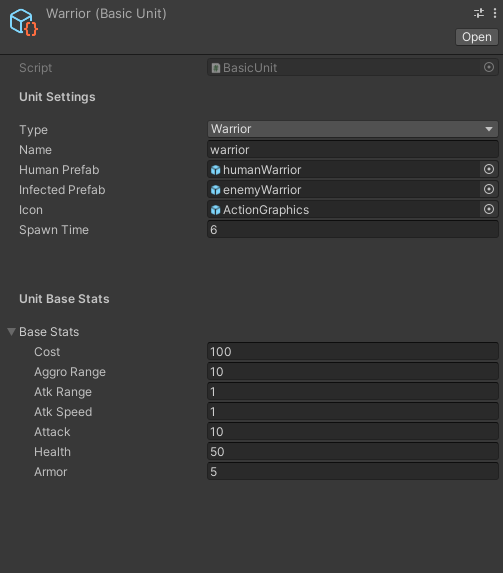 Warrior (Basic Unit)
Open
Script BasicUnit
Unit Settings
Type Warrior
Name warrior
Human Prefab humanWarrior
Infected Prefab enemyWarrior
Icon ActionGraphics
Spawn Time 6
Unit Base Stats
Base Stats
Cost 100
Aggro Range 10
Atk Range 1
Atk Speed 1
Attack 10
Health 50
Armor 5